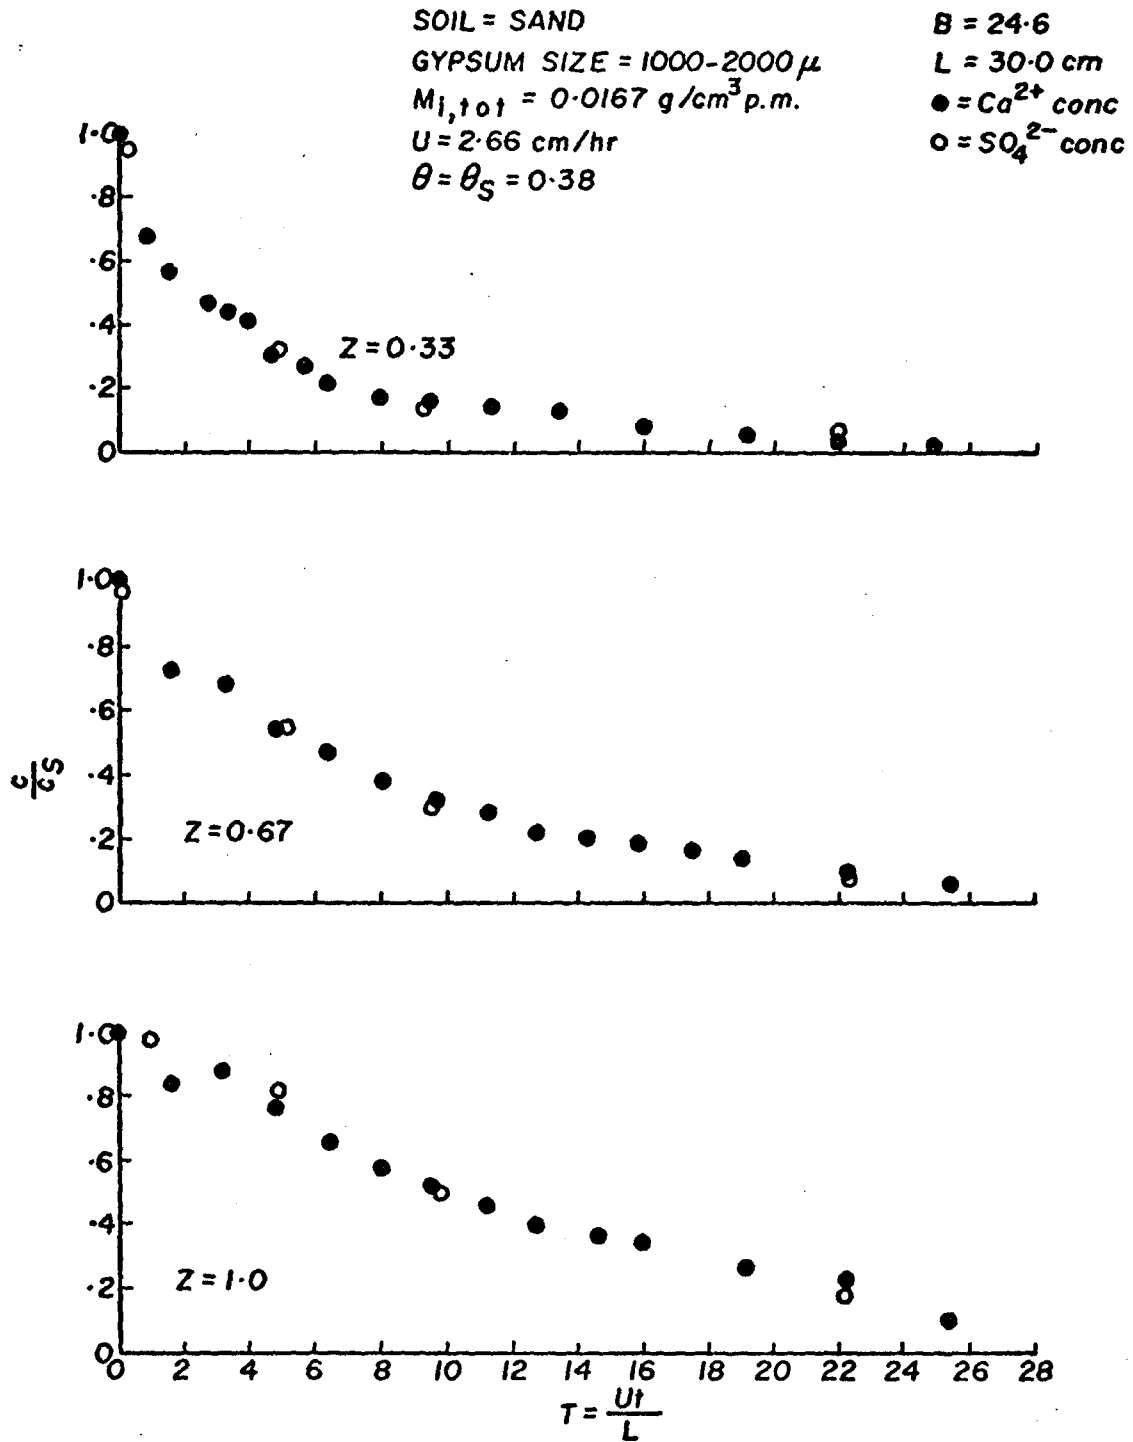 SOIL = SAND
GYPSUM SIZE = 1000-2000 μ
Mi,tot = 0.0167 g/cm³ p.m.
U = 2.66 cm/hr
θ = θS = 0.38
B = 24.6
L = 30.0 cm
● = Ca²⁺ conc
○ = SO₄²⁻ conc
1.0
.8
.6
.4
.2
0
Z = 0.33
1.0
.8
.6
.4
.2
0
Z = 0.67
c/cS
1.0
.8
.6
.4
.2
0
Z = 1.0
0 2 4 6 8 10 12 14 16 18 20 22 24 26 28
T = Ut/L